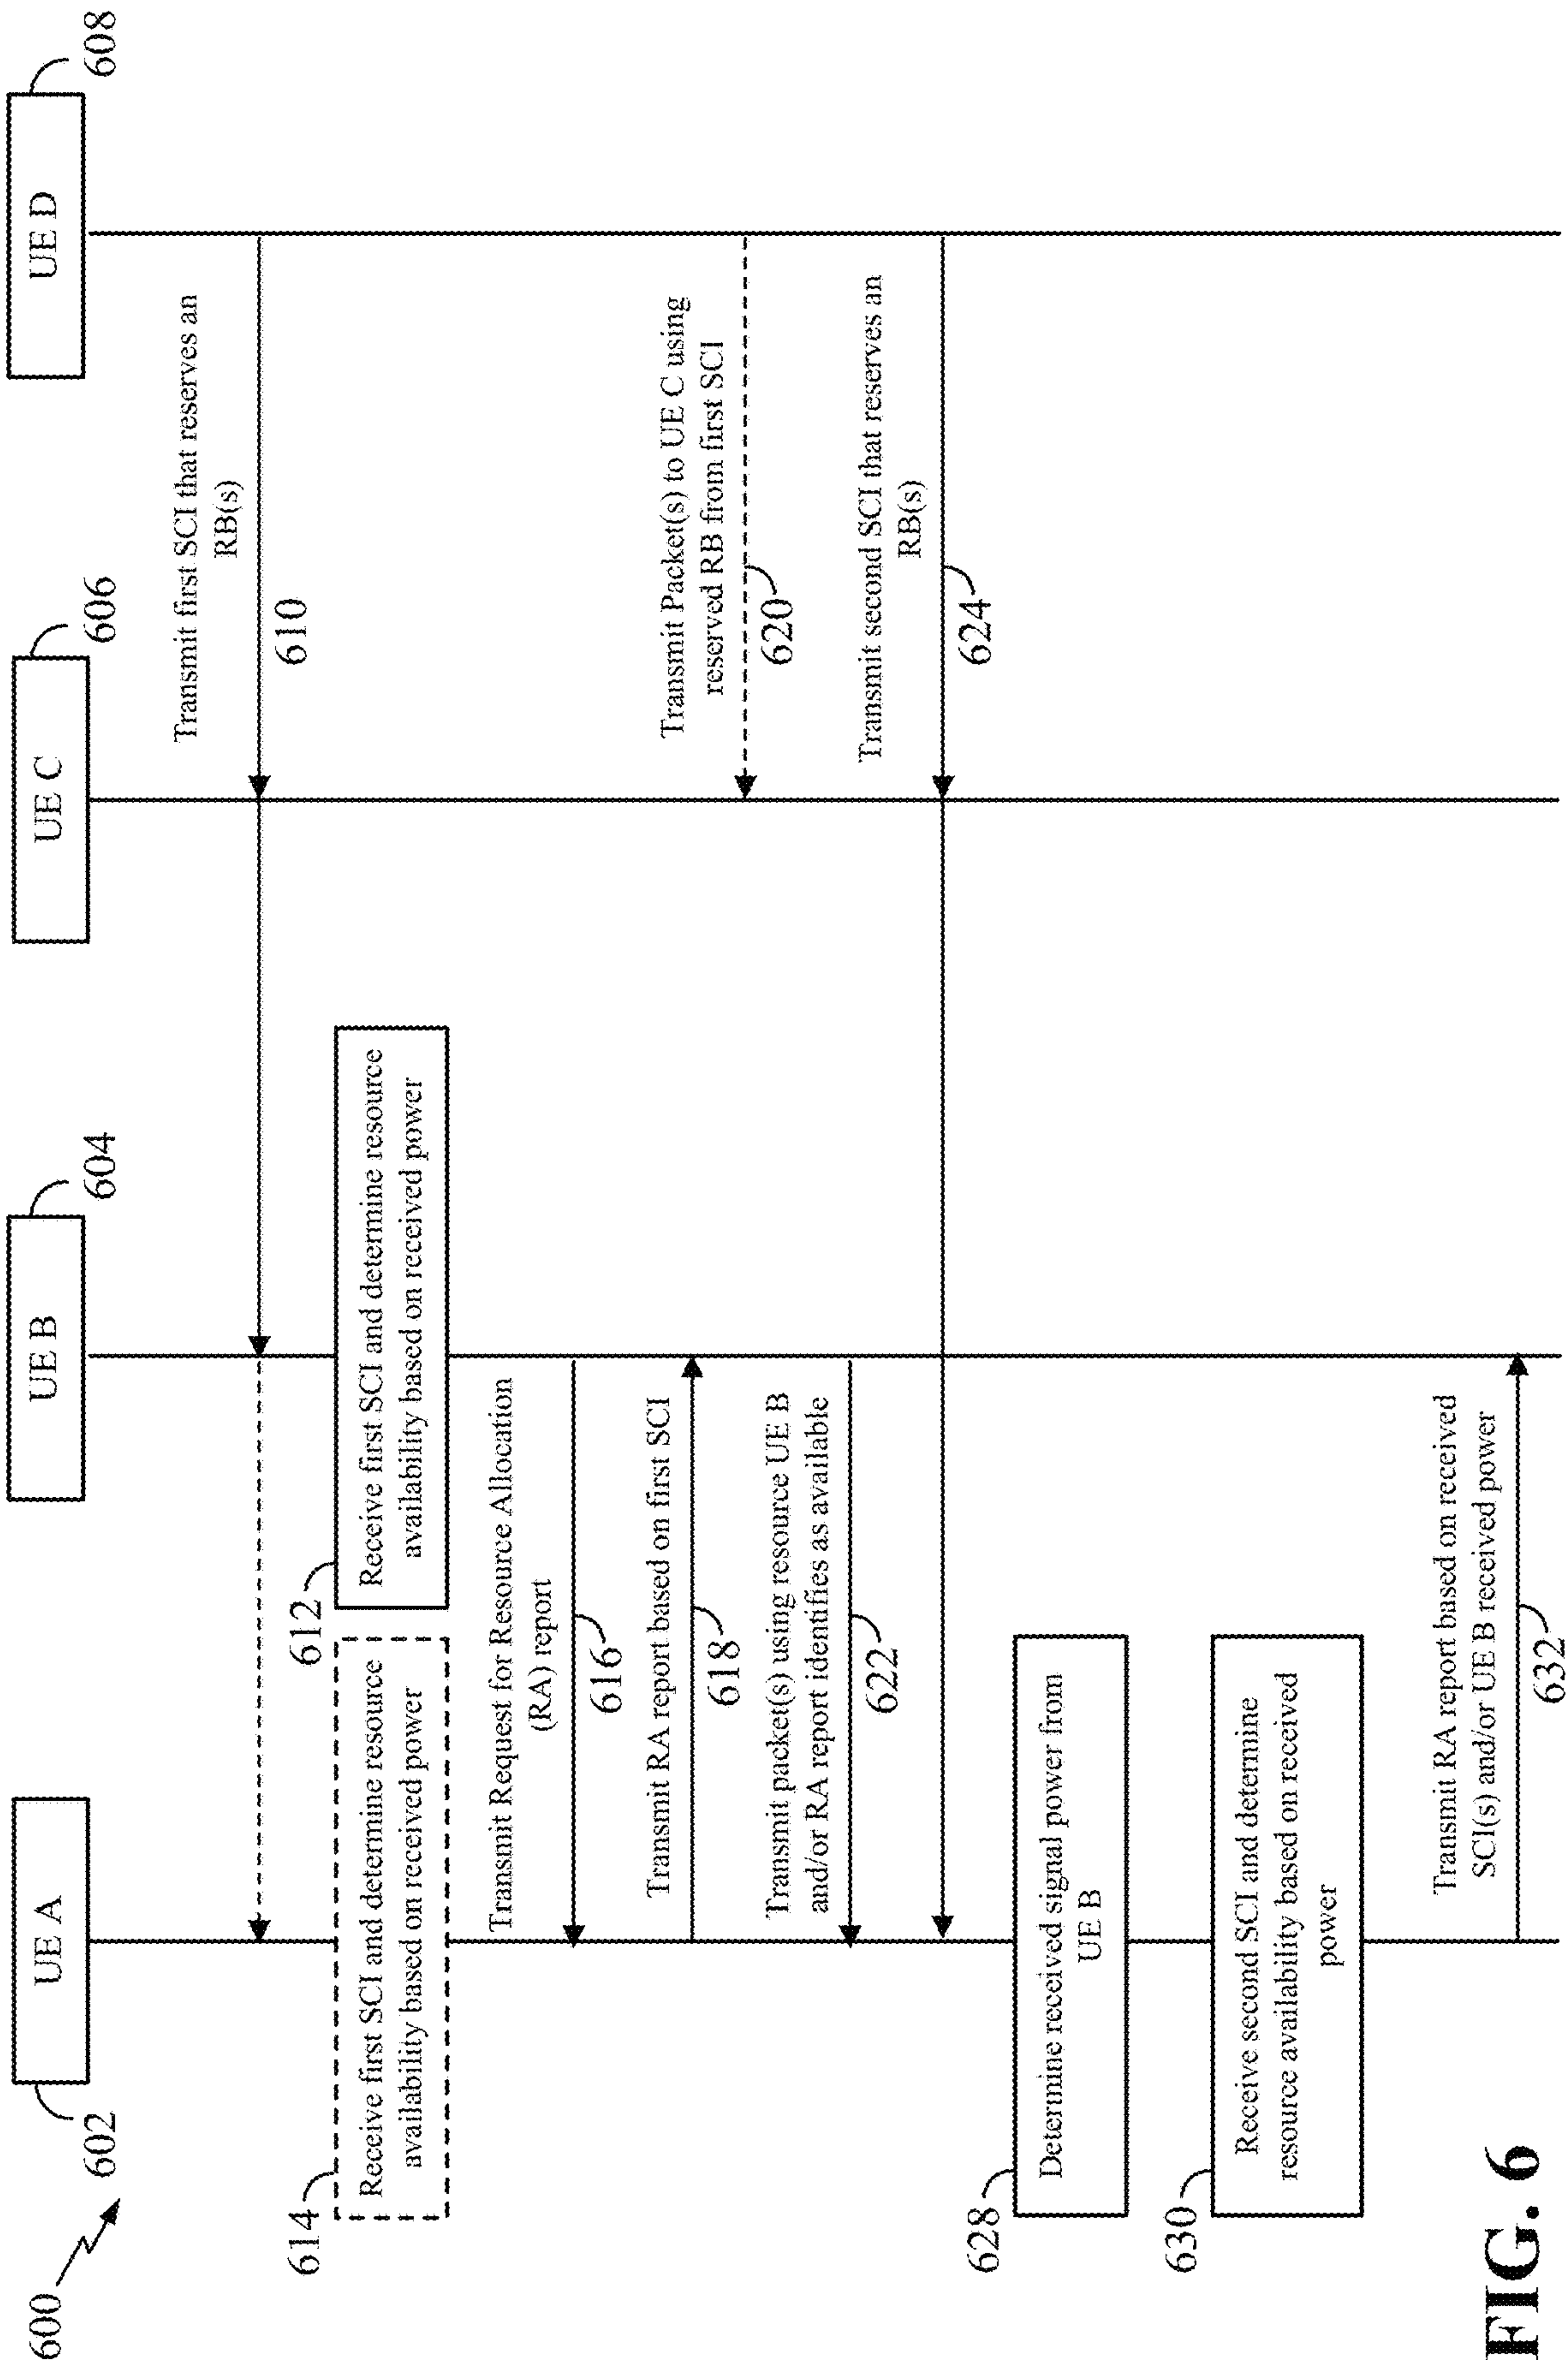 600
UE A
602
UE B
604
UE C
606
UE D
608
Transmit first SCI that reserves an
RB(s)
610
614
Receive first SCI and determine resource
availability based on received power
612
Receive first SCI and determine resource
availability based on received power
Transmit Request for Resource Allocation
(RA) report
616
Transmit RA report based on first SCI
618
Transmit Packet(s) to UE C using
reserved RB from first SCI
620
Transmit packet(s) using resource UE B
and/or RA report identifies as available
622
Transmit second SCI that reserves an
RB(s)
624
628
Determine received signal power from
UE B
630
Receive second SCI and determine
resource availability based on received
power
Transmit RA report based on received
SCI(s) and/or UE B received power
632
FIG. 6